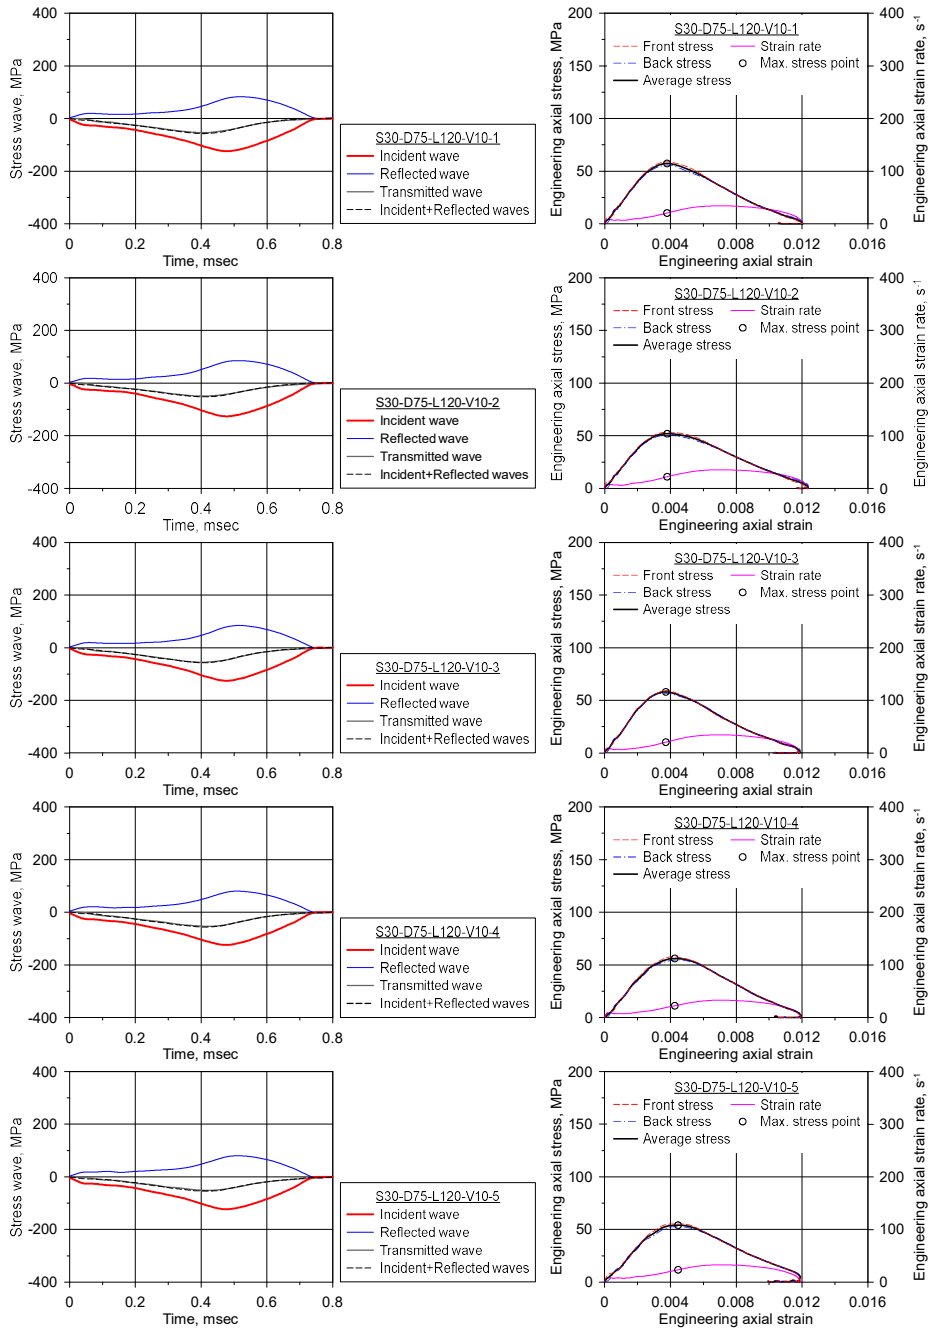 400
200
0
-200
-400
Stress wave, MPa
0
0.2
0.4
0.6
0.8
Time, msec
S30-D75-L120-V10-1
Incident wave
Reflected wave
Transmitted wave
Incident+Reflected waves
200
150
100
50
0
Engineering axial stress, MPa
S30-D75-L120-V10-1
Front stress
Strain rate
Back stress
Max. stress point
Average stress
400
300
200
100
0
Engineering axial strain rate, s-1
0
0.004
0.008
0.012
0.016
Engineering axial strain
400
200
0
-200
-400
Stress wave, MPa
0
0.2
0.4
0.6
0.8
Time, msec
S30-D75-L120-V10-2
Incident wave
Reflected wave
Transmitted wave
Incident+Reflected waves
200
150
100
50
0
Engineering axial stress, MPa
S30-D75-L120-V10-2
Front stress
Strain rate
Back stress
Max. stress point
Average stress
400
300
200
100
0
Engineering axial strain rate, s-1
0
0.004
0.008
0.012
0.016
Engineering axial strain
400
200
0
-200
-400
Stress wave, MPa
0
0.2
0.4
0.6
0.8
Time, msec
S30-D75-L120-V10-3
Incident wave
Reflected wave
Transmitted wave
Incident+Reflected waves
200
150
100
50
0
Engineering axial stress, MPa
S30-D75-L120-V10-3
Front stress
Strain rate
Back stress
Max. stress point
Average stress
400
300
200
100
0
Engineering axial strain rate, s-1
0
0.004
0.008
0.012
0.016
Engineering axial strain
400
200
0
-200
-400
Stress wave, MPa
0
0.2
0.4
0.6
0.8
Time, msec
S30-D75-L120-V10-4
Incident wave
Reflected wave
Transmitted wave
Incident+Reflected waves
200
150
100
50
0
Engineering axial stress, MPa
S30-D75-L120-V10-4
Front stress
Strain rate
Back stress
Max. stress point
Average stress
400
300
200
100
0
Engineering axial strain rate, s-1
0
0.004
0.008
0.012
0.016
Engineering axial strain
400
200
0
-200
-400
Stress wave, MPa
0
0.2
0.4
0.6
0.8
Time, msec
S30-D75-L120-V10-5
Incident wave
Reflected wave
Transmitted wave
Incident+Reflected waves
200
150
100
50
0
Engineering axial stress, MPa
S30-D75-L120-V10-5
Front stress
Strain rate
Back stress
Max. stress point
Average stress
400
300
200
100
0
Engineering axial strain rate, s-1
0
0.004
0.008
0.012
0.016
Engineering axial strain